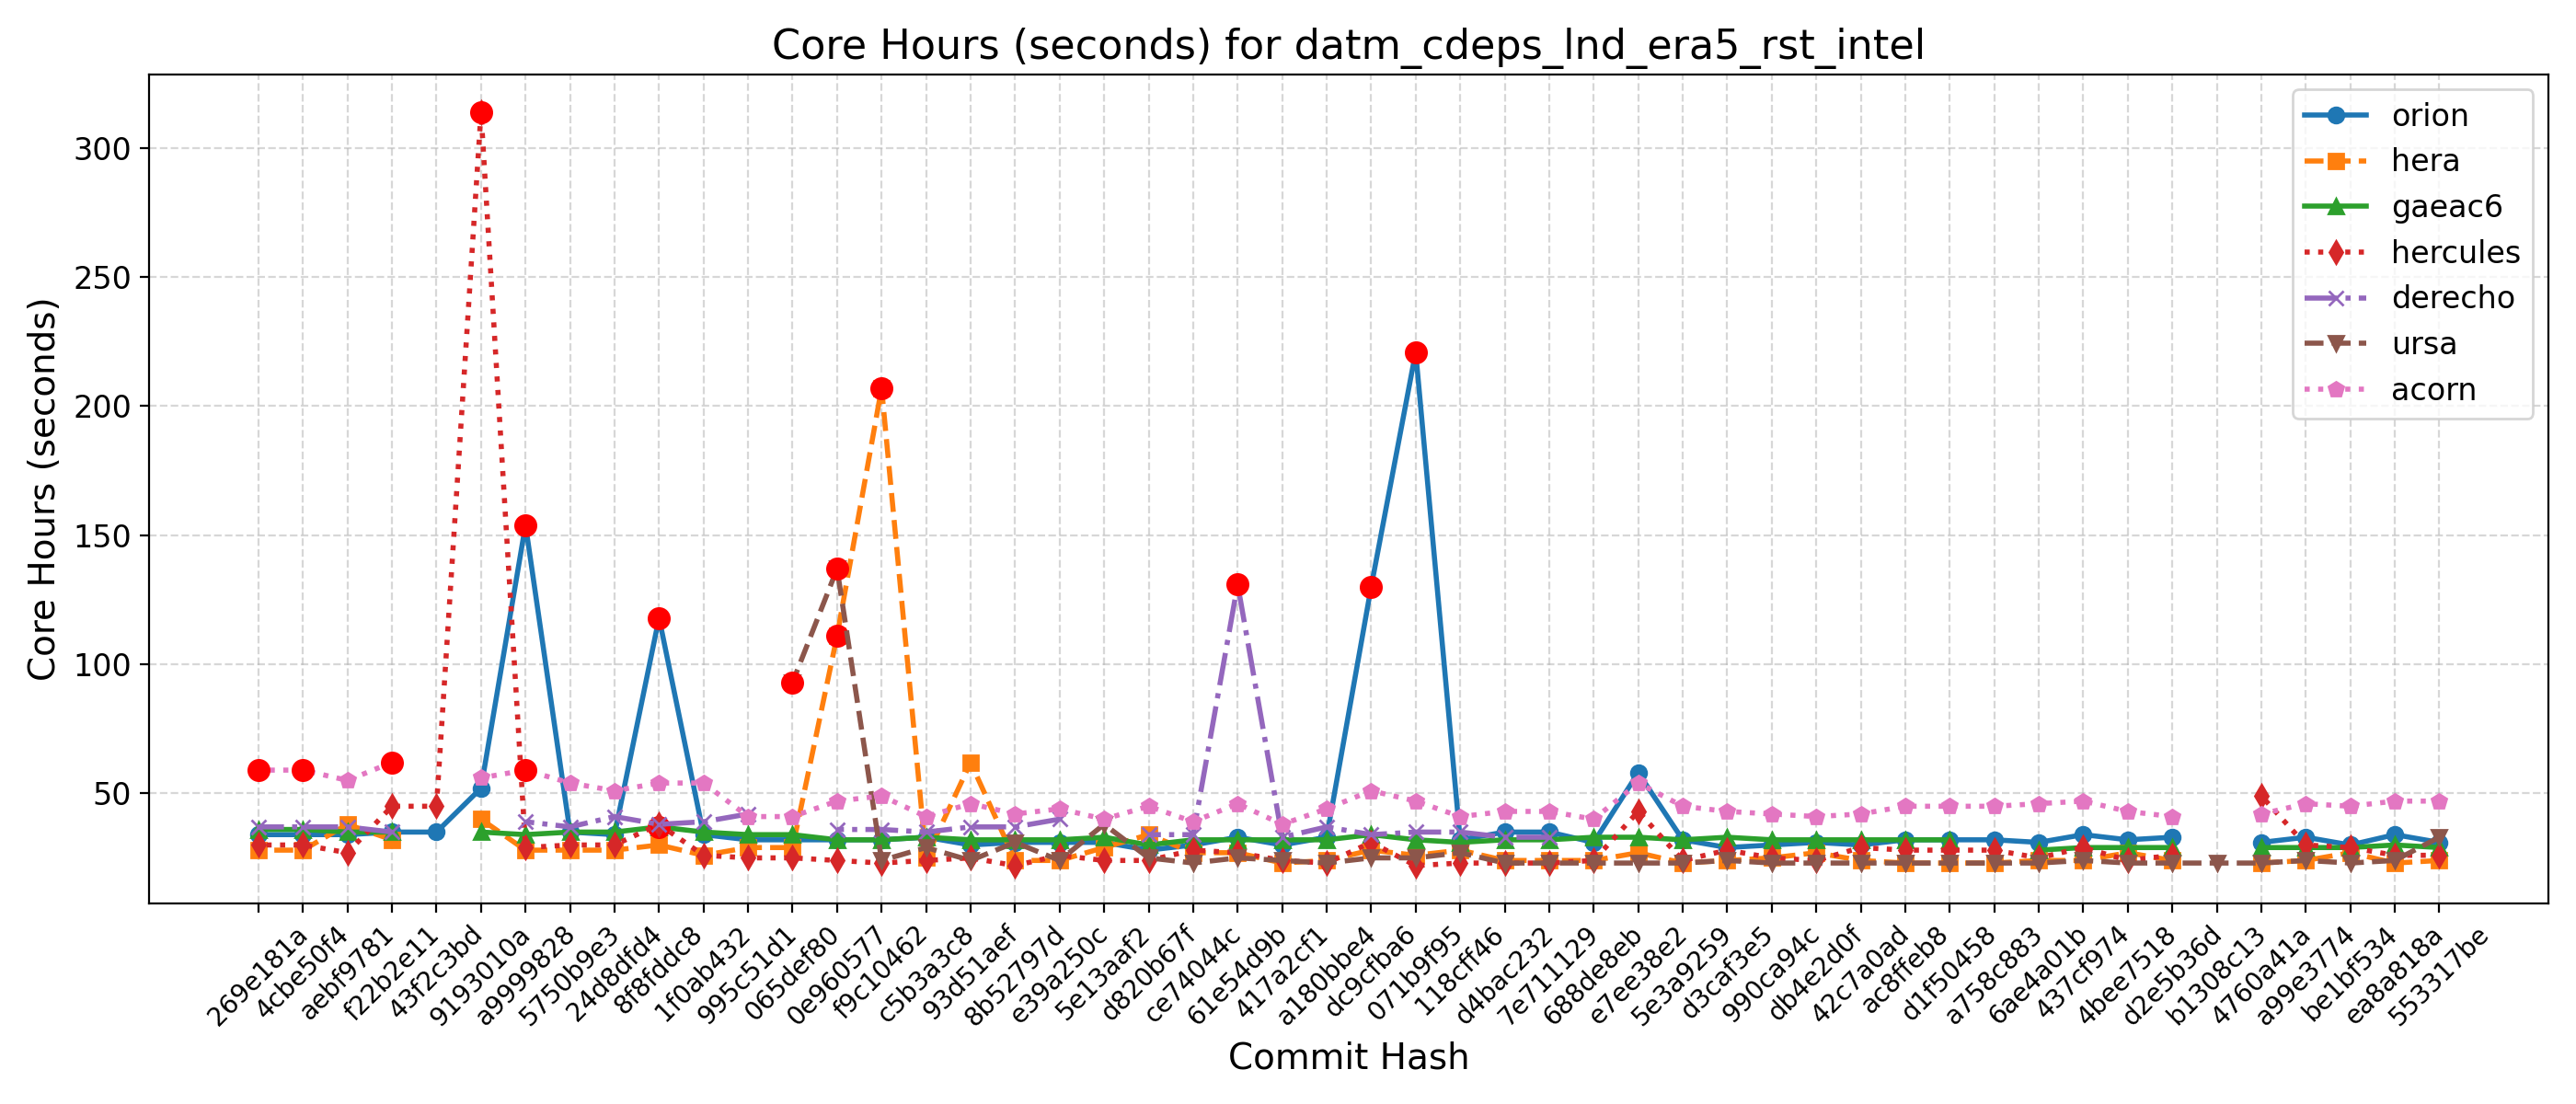 Core Hours (seconds) for datm_cdeps_lnd_era5_rst_intel
Core Hours (seconds)
300
250
200
150
100
50
orion
hera
gaeac6
hercules
derecho
ursa
acorn
269e181a
4cbe50f4
aebf9781
f22b2e11
43f2c3bd
9193010a
a9999828
5750b9e3
24d8dfd4
8f8fddc8
1f0ab432
995c51d1
065def80
0e960577
f9c10462
c5b3a3c8
93d51aef
8b52797d
e39a250c
5e13aaf2
d820b67f
ce74044c
61e54d9b
417a2cf1
a180bbe4
dc9cfba6
071b9f95
118cff46
d4bac232
7e711129
688de8eb
e7ee38e2
5e3a9259
d3caf3e5
990ca94c
db4e2d0f
42c7a0ad
ac8ffeb8
d1f50458
a758c883
6ae4a01b
437cf974
4bee7518
d2e5b36d
b1308c13
4760a41a
a99e3774
be1bf534
ea8a818a
553317be
Commit Hash